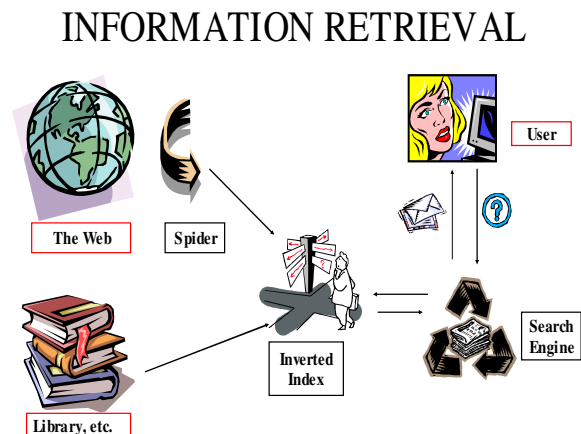 INFORMATION RETRIEVAL
User
The Web
Spider
?
Search
Engine
Inverted
Index
Library, etc.